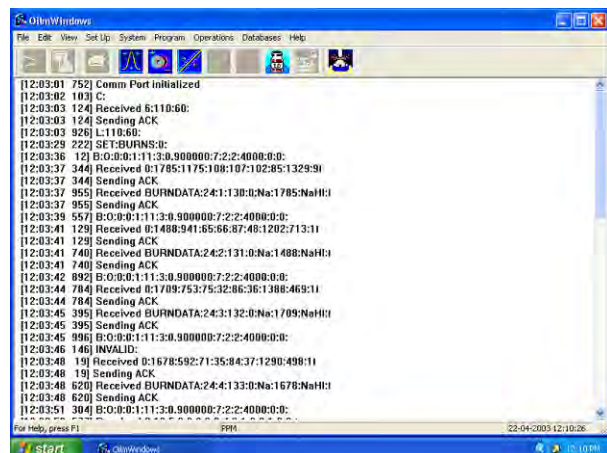 OilmWindows
File Edit View Set Up System Program Operations Databases Help
[12:03:01 752] Comm Port initialized
[12:03:02 103] C:
[12:03:03 124] Received 6:110:60:
[12:03:03 124] Sending ACK
[12:03:03 926] L:110:60:
[12:03:29 222] SET:BURNS:0:
[12:03:36 12] B:O:0:0:1:11:3:0.900000:7:2:2:4000:0:0:
[12:03:37 344] Received 0:1785:1175:108:107:102:85:1329:9(
[12:03:37 344] Sending ACK
[12:03:37 955] Received BURNDATA:24:1:130:0;Na:1785:NaHI:(
[12:03:37 955] Sending ACK
[12:03:39 557] B:O:0:0:1:11:3:0.900000:7:2:2:4000:0:0:
[12:03:41 129] Received 0:1488:941:65:66:87:48:1202:713:1(
[12:03:41 129] Sending ACK
[12:03:41 740] Received BURNDATA:24:2:131:0:Na:1488:NaHI:(
[12:03:41 740] Sending ACK
[12:03:42 892] B:O:0:0:1:11:3:0.900000:7:2:2:4000:0:0:
[12:03:44 784] Received 0:1709:753:75:32:86:36:1388:469:1(
[12:03:44 784] Sending ACK
[12:03:45 395] Received BURNDATA:24:3:132:0:Na:1709:NaHI:(
[12:03:45 395] Sending ACK
[12:03:45 996] B:O:0:0:1:11:3:0.900000:7:2:2:4000:0:0:
[12:03:46 146] INVALID:
[12:03:48 19] Received 0:1678:592:71:35:84:37:1290:498:1(
[12:03:48 19] Sending ACK
[12:03:48 620] Received BURNDATA:24:4:133:0:Na:1678:NaHI:(
[12:03:48 620] Sending ACK
[12:03:51 304] B:O:0:0:1:11:3:0.900000:7:2:2:4000:0:0:
For Help, press F1 PPM 22-04-2003 12:10:26
start OilmWindows 12:10 PM